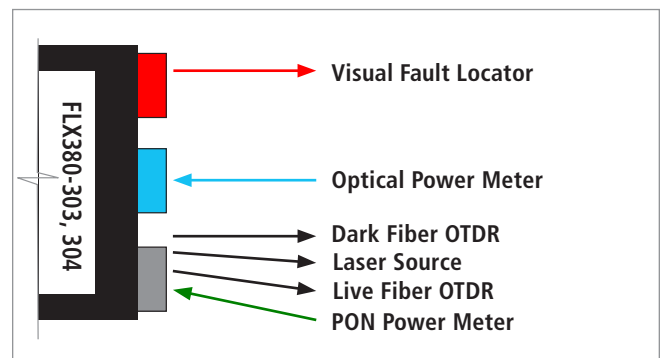 FLX380-303, 304
Visual Fault Locator
Optical Power Meter
Dark Fiber OTDR
Laser Source
Live Fiber OTDR
PON Power Meter